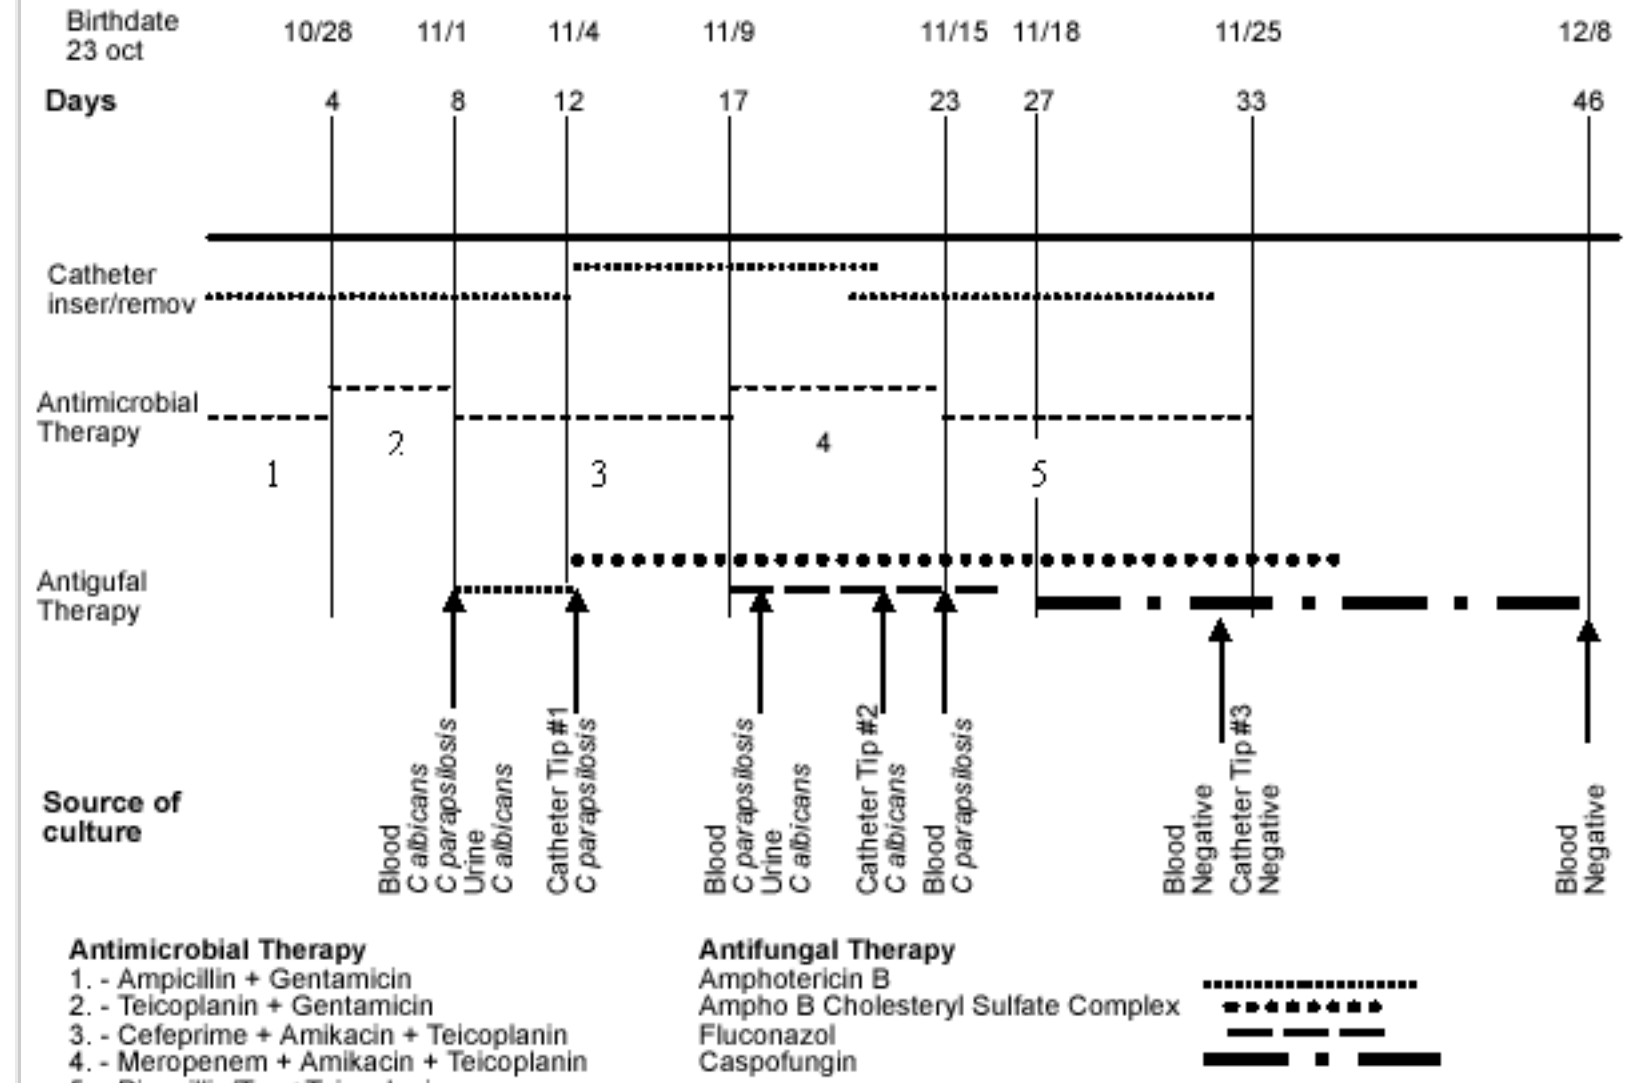 Birthdate
23 oct
10/28 11/1 11/4 11/9 11/15 11/18 11/25 12/8
Days 4 8 12 17 23 27 33 46
Catheter
inser/remov
Antimicrobial
Therapy
1 2 3 4 5
Antigufal
Therapy
Source of
culture
Blood
C albicans
C parapsilosis
Urine
C albicans
Catheter Tip #1
C parapsilosis
Blood
C parapsilosis
Urine
C albicans
Catheter Tip #2
C albicans
Blood
C parapsilosis
Blood
Negative
Catheter Tip #3
Negative
Blood
Negative
Antimicrobial Therapy
1. - Ampicillin + Gentamicin
2. - Teicoplanin + Gentamicin
3. - Cefeprime + Amikacin + Teicoplanin
4. - Meropenem + Amikacin + Teicoplanin
Antifungal Therapy
Amphotericin B
Ampho B Cholesteryl Sulfate Complex
Fluconazol
Caspofungin